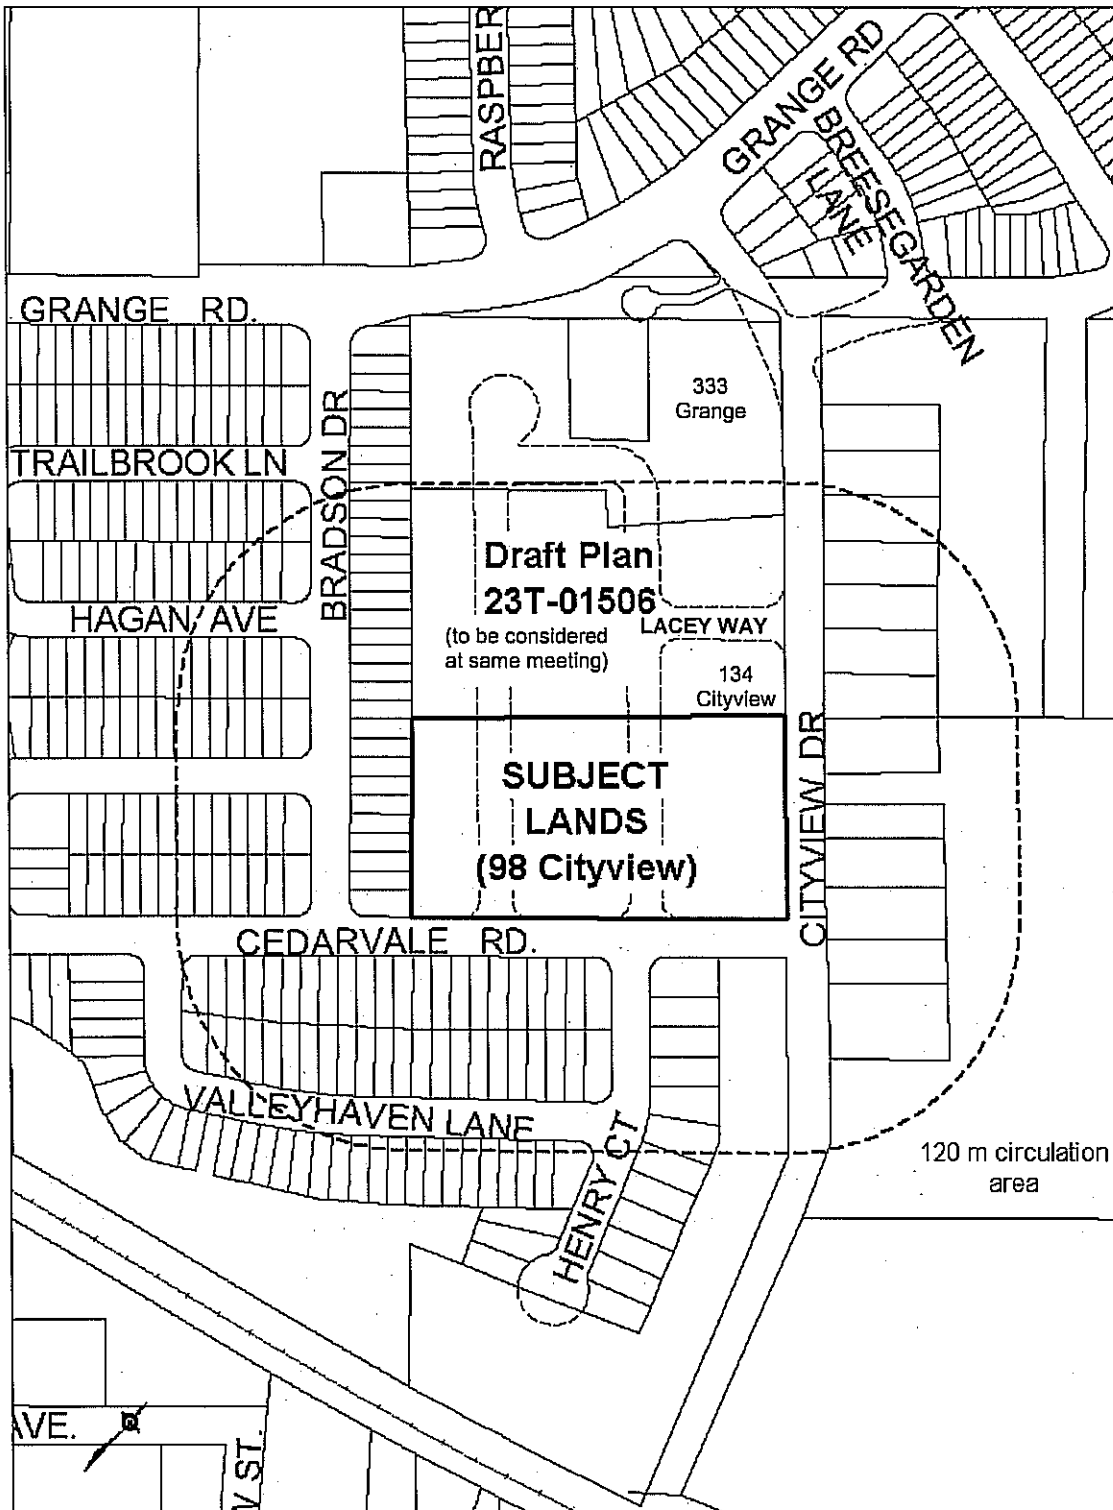 RASPBER
GRANGE RD
BREESEGARDEN
LANE
GRANGE RD.
333
Grange
BRADSON DR
TRAILBROOK LN
Draft Plan
23T-01506
(to be considered
at same meeting)
LACEY WAY
HAGAN AVE
134
Cityview
SUBJECT
LANDS
(98 Cityview)
CITYVIEW DR
CEDARVALE RD.
VALLEYHAVEN LANE
HENRY CT
120 m circulation
area
AVE.
W ST.